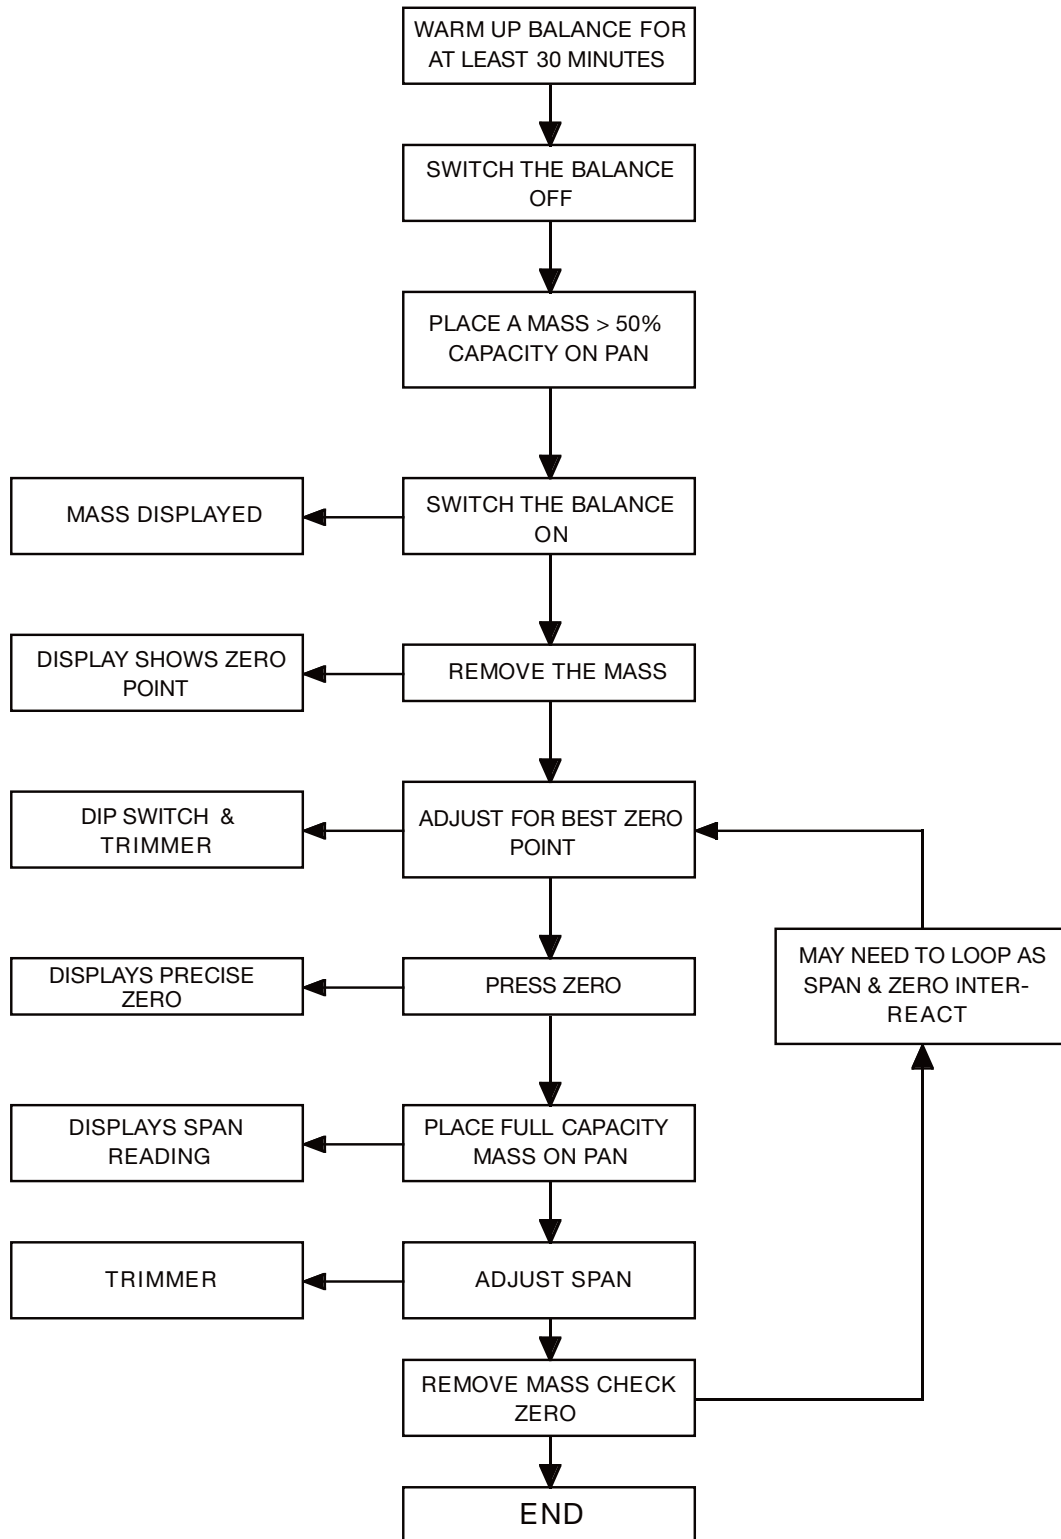 WARM UP BALANCE FOR
AT LEAST 30 MINUTES
SWITCH THE BALANCE
OFF
PLACE A MASS > 50%
CAPACITY ON PAN
MASS DISPLAYED
SWITCH THE BALANCE
ON
DISPLAY SHOWS ZERO
POINT
REMOVE THE MASS
DIP SWITCH &
TRIMMER
ADJUST FOR BEST ZERO
POINT
DISPLAYS PRECISE
ZERO
PRESS ZERO
MAY NEED TO LOOP AS
SPAN & ZERO INTER-
REACT
DISPLAYS SPAN
READING
PLACE FULL CAPACITY
MASS ON PAN
TRIMMER
ADJUST SPAN
REMOVE MASS CHECK
ZERO
END